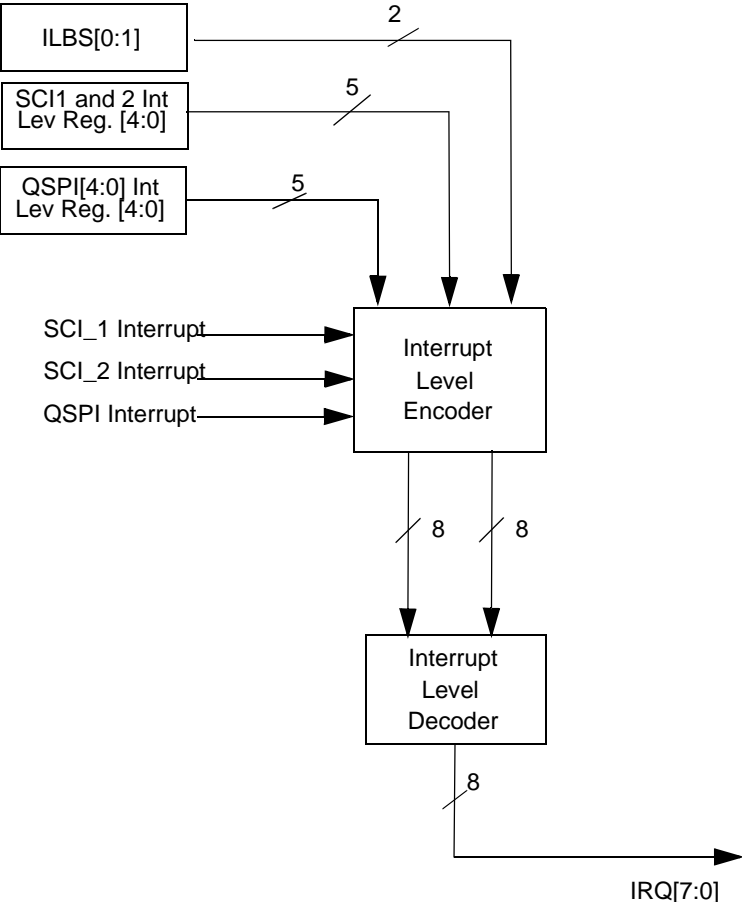 2
ILBS[0:1]
5
SCI1 and 2 Int
Lev Reg. [4:0]
5
QSPI[4:0] Int
Lev Reg. [4:0]
SCI_1 Interrupt
SCI_2 Interrupt
QSPI Interrupt
Interrupt
Level
Encoder
8
8
Interrupt
Level
Decoder
8
IRQ[7:0]